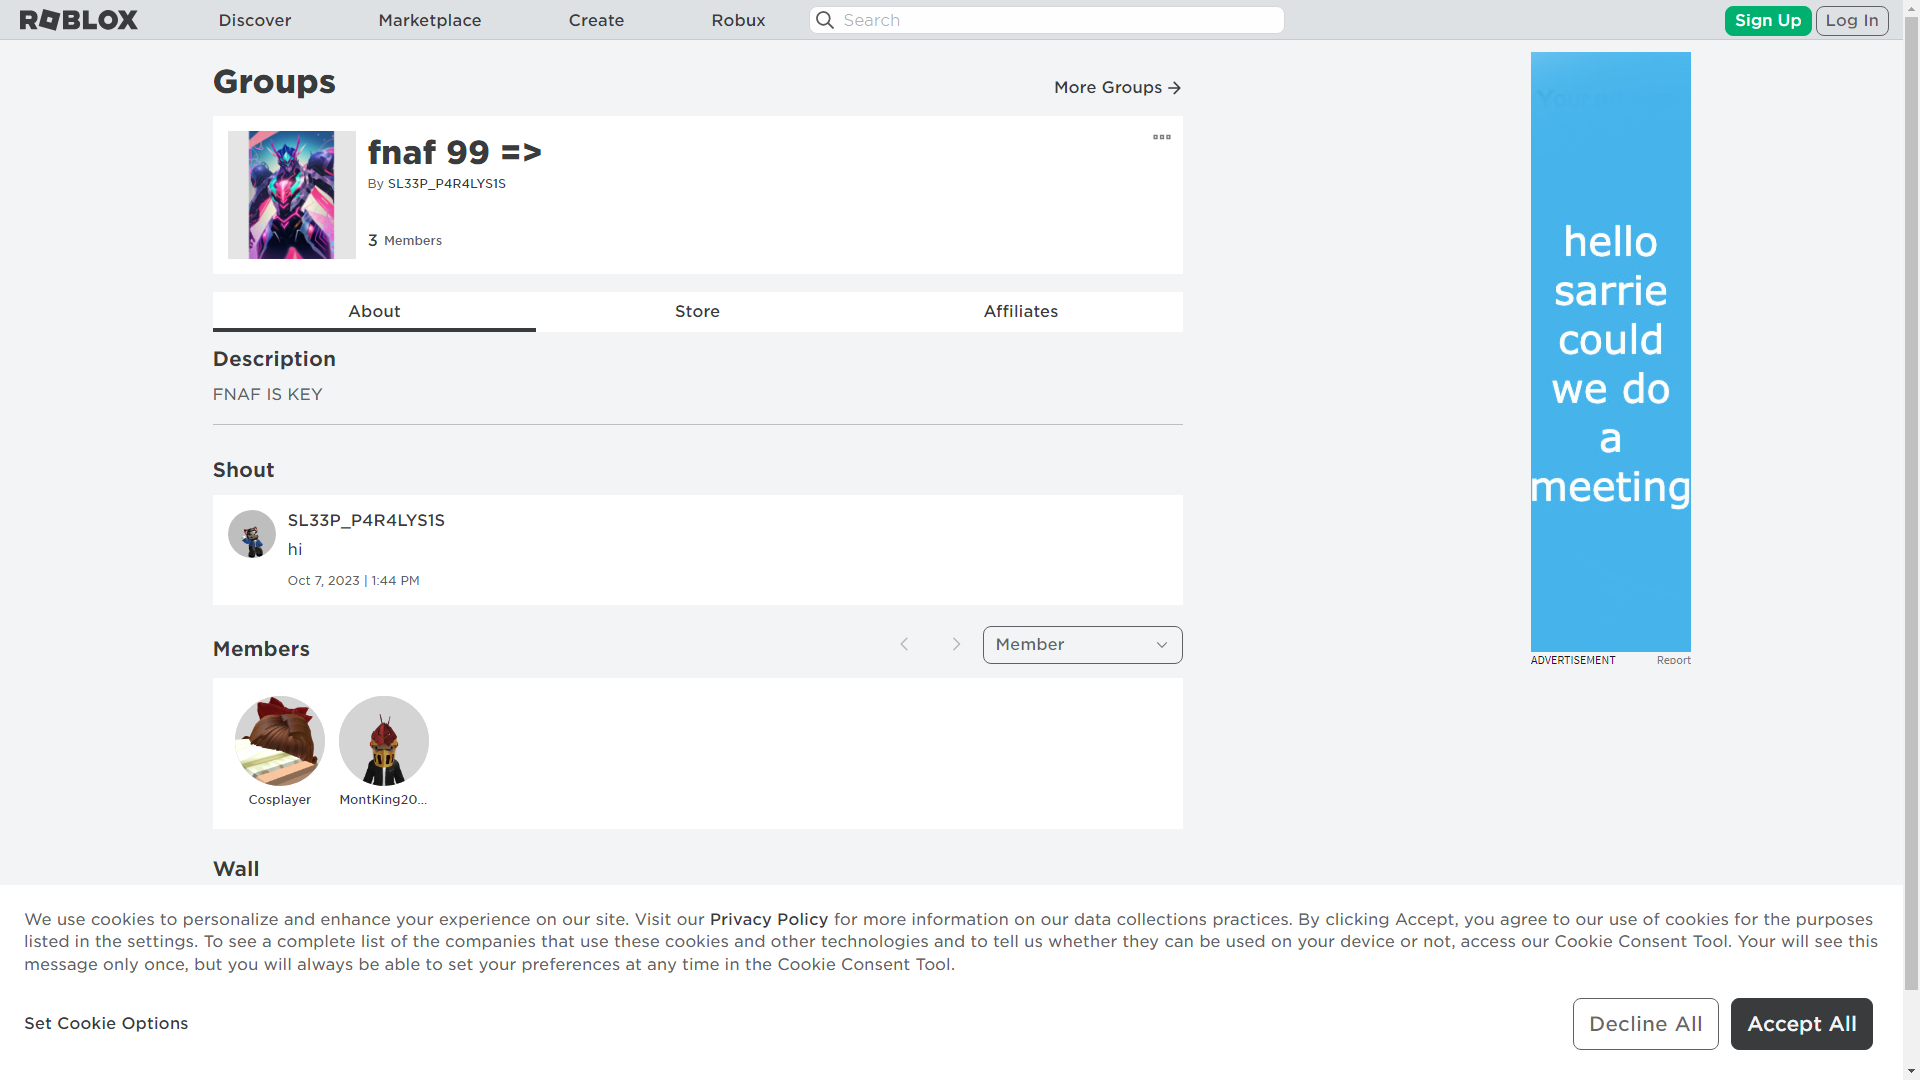 ROBLOX
Discover
Marketplace
Create
Robux
Search
Sign Up
Log In
Groups
More Groups
fnaf 99 =>
By SL33P_P4R4LYS1S
3 Members
About
Store
Affiliates
Description
FNAF IS KEY
Shout
SL33P_P4R4LYS1S
hi
Oct 7, 2023 | 1:44 PM
Members
Member
Cosplayer
MontKing20...
Wall
hello
sarrie
could
we do
a
meeting
ADVERTISEMENT
Report
We use cookies to personalize and enhance your experience on our site. Visit our Privacy Policy for more information on our data collections practices. By clicking Accept, you agree to our use of cookies for the purposes
listed in the settings. To see a complete list of the companies that use these cookies and other technologies and to tell us whether they can be used on your device or not, access our Cookie Consent Tool. Your will see this
message only once, but you will always be able to set your preferences at any time in the Cookie Consent Tool.
Set Cookie Options
Decline All
Accept All